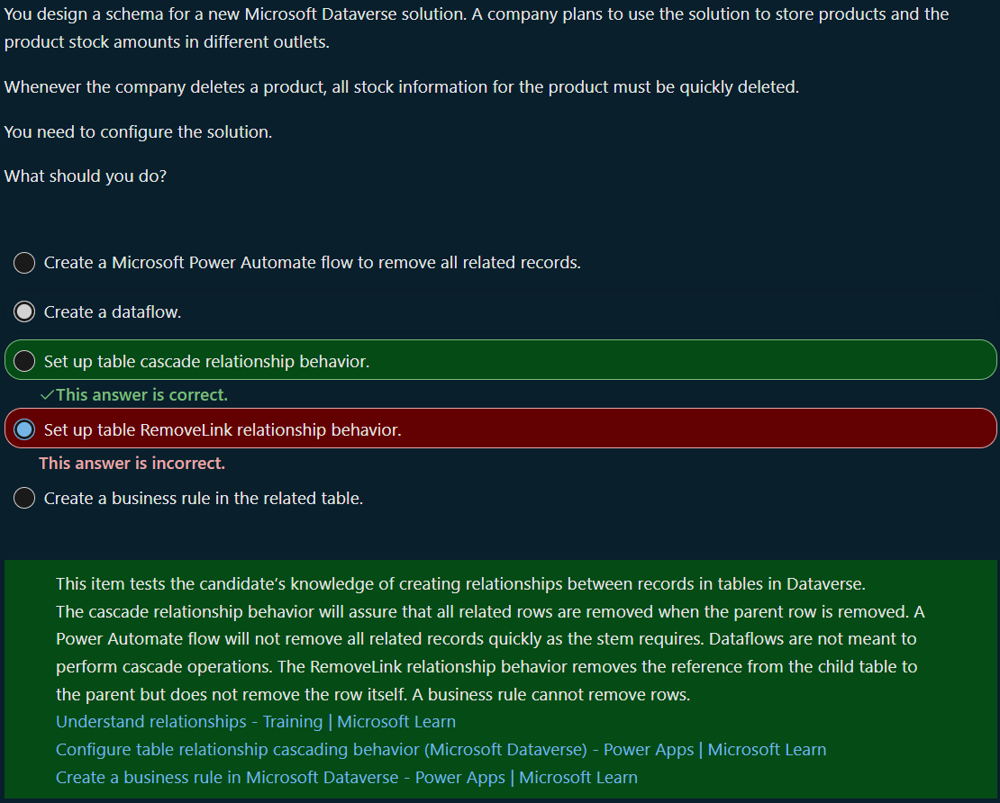 You design a schema for a new Microsoft Dataverse solution. A company plans to use the solution to store products and the
product stock amounts in different outlets.
Whenever the company deletes a product, all stock information for the product must be quickly deleted.
You need to configure the solution.
What should you do?
Create a Microsoft Power Automate flow to remove all related records.
Create a dataflow.
Set up table cascade relationship behavior.
✓This answer is correct.
Set up table RemoveLink relationship behavior.
This answer is incorrect.
Create a business rule in the related table.
This item tests the candidate’s knowledge of creating relationships between records in tables in Dataverse.
The cascade relationship behavior will assure that all related rows are removed when the parent row is removed. A
Power Automate flow will not remove all related records quickly as the stem requires. Dataflows are not meant to
perform cascade operations. The RemoveLink relationship behavior removes the reference from the child table to
the parent but does not remove the row itself. A business rule cannot remove rows.
Understand relationships - Training | Microsoft Learn
Configure table relationship cascading behavior (Microsoft Dataverse) - Power Apps | Microsoft Learn
Create a business rule in Microsoft Dataverse - Power Apps | Microsoft Learn